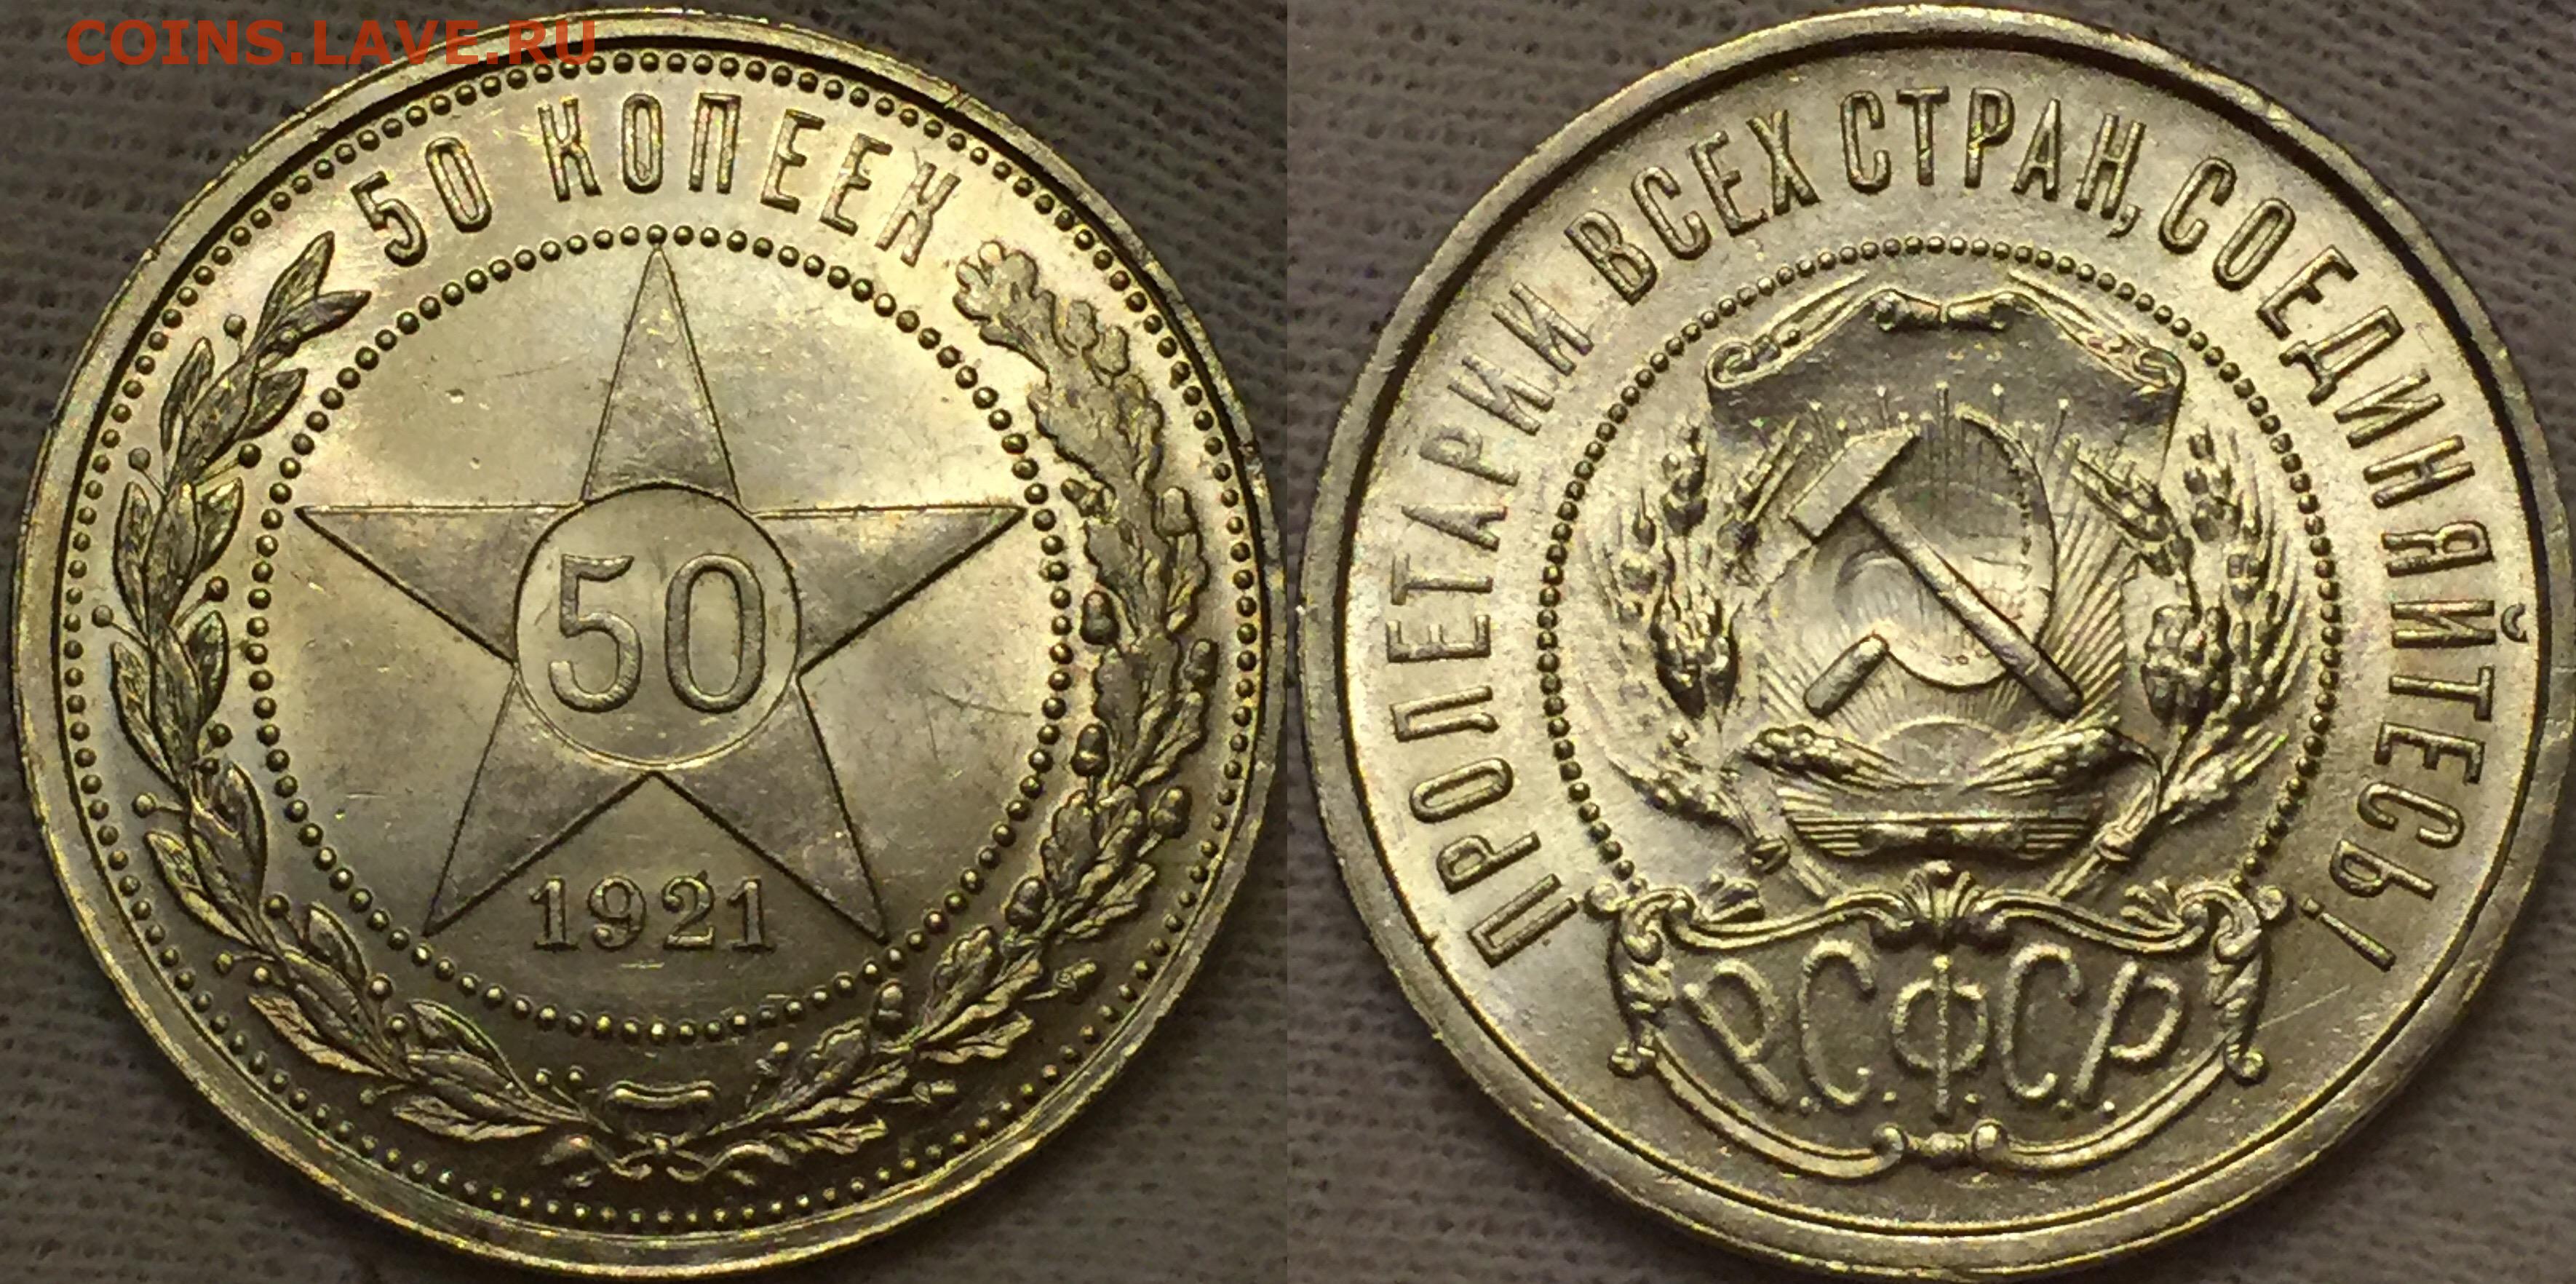 COINS.LAVE.RU
50 КОПЕЕК
50
1921
ПРОЛЕТАРИИ ВСЕХ СТРАН, СОЕДИНЯЙТЕСЬ!
Р.С.Ф.С.Р.